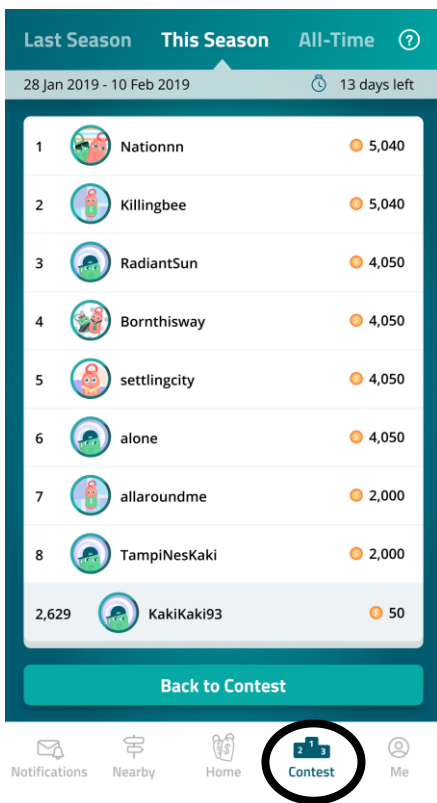 Last Season This Season All-Time ?
28 Jan 2019 - 10 Feb 2019 13 days left
1 Nationnn $ 5,040
2 Killingbee $ 5,040
3 RadiantSun $ 4,050
4 Bornthisway $ 4,050
5 settlingcity $ 4,050
6 alone $ 4,050
7 allaroundme $ 2,000
8 TampiNesKaki $ 2,000
2,629 KakiKaki93 $ 50
Back to Contest
2 1 3
Notifications Nearby Home Contest Me